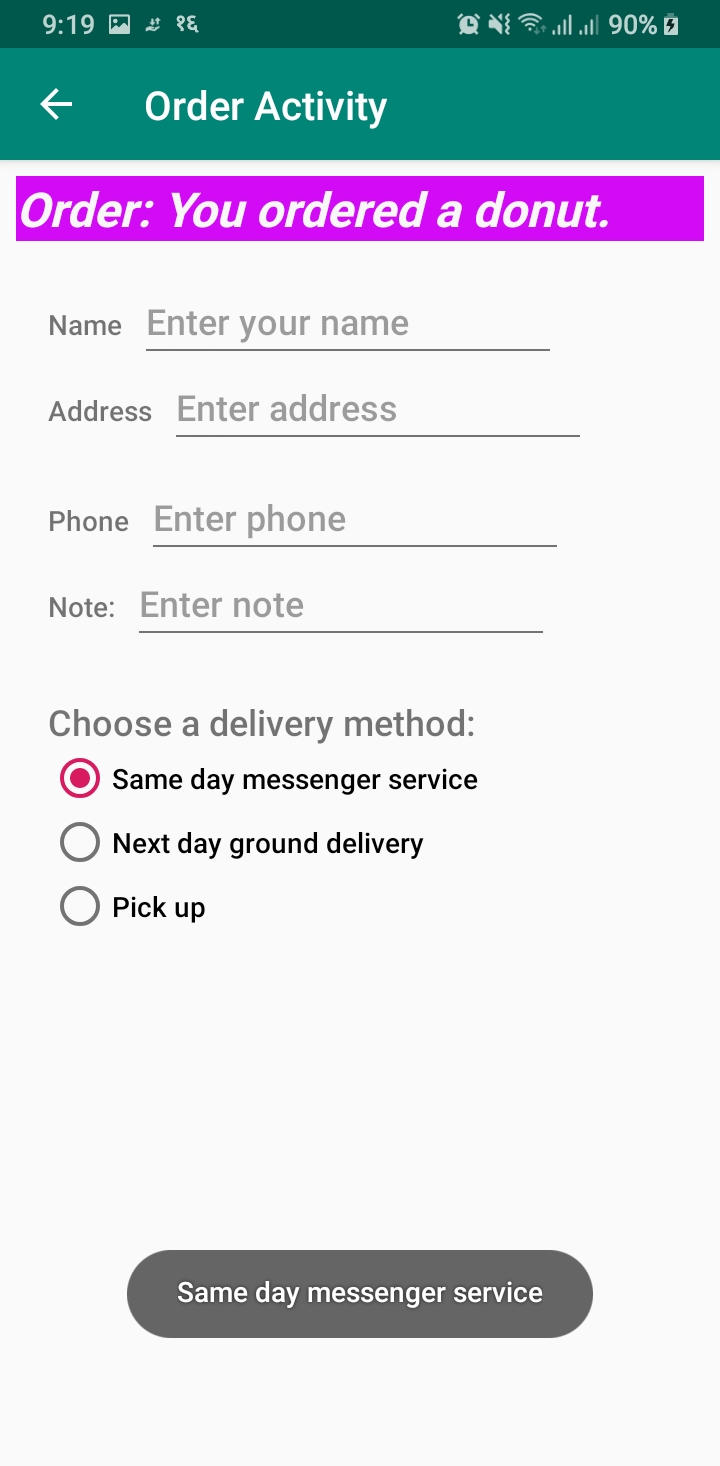 9:19 १६ 90%
Order Activity
Order: You ordered a donut.
Name Enter your name
Address Enter address
Phone Enter phone
Note: Enter note
Choose a delivery method:
Same day messenger service
Next day ground delivery
Pick up
Same day messenger service